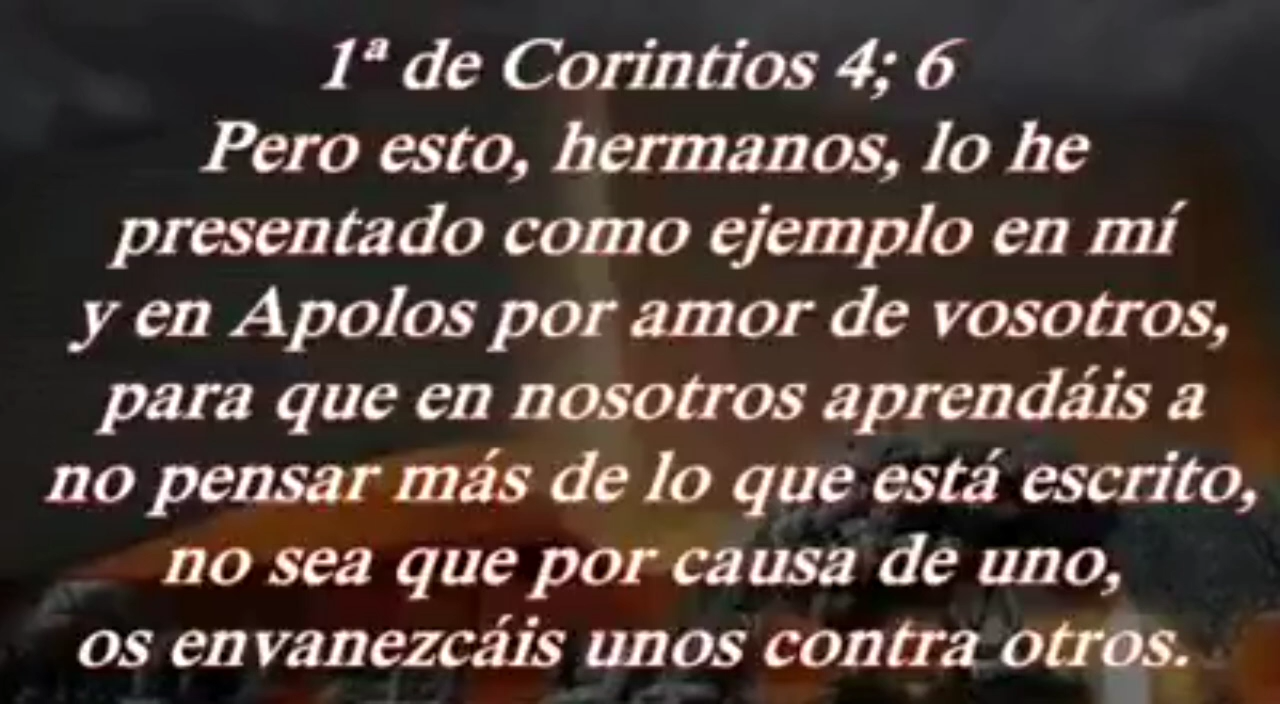 1ª de Corintios 4; 6
Pero esto, hermanos, lo he
presentado como ejemplo en mí
y en Apolos por amor de vosotros,
para que en nosotros aprendáis a
no pensar más de lo que está escrito,
no sea que por causa de uno,
os envanezcáis unos contra otros.